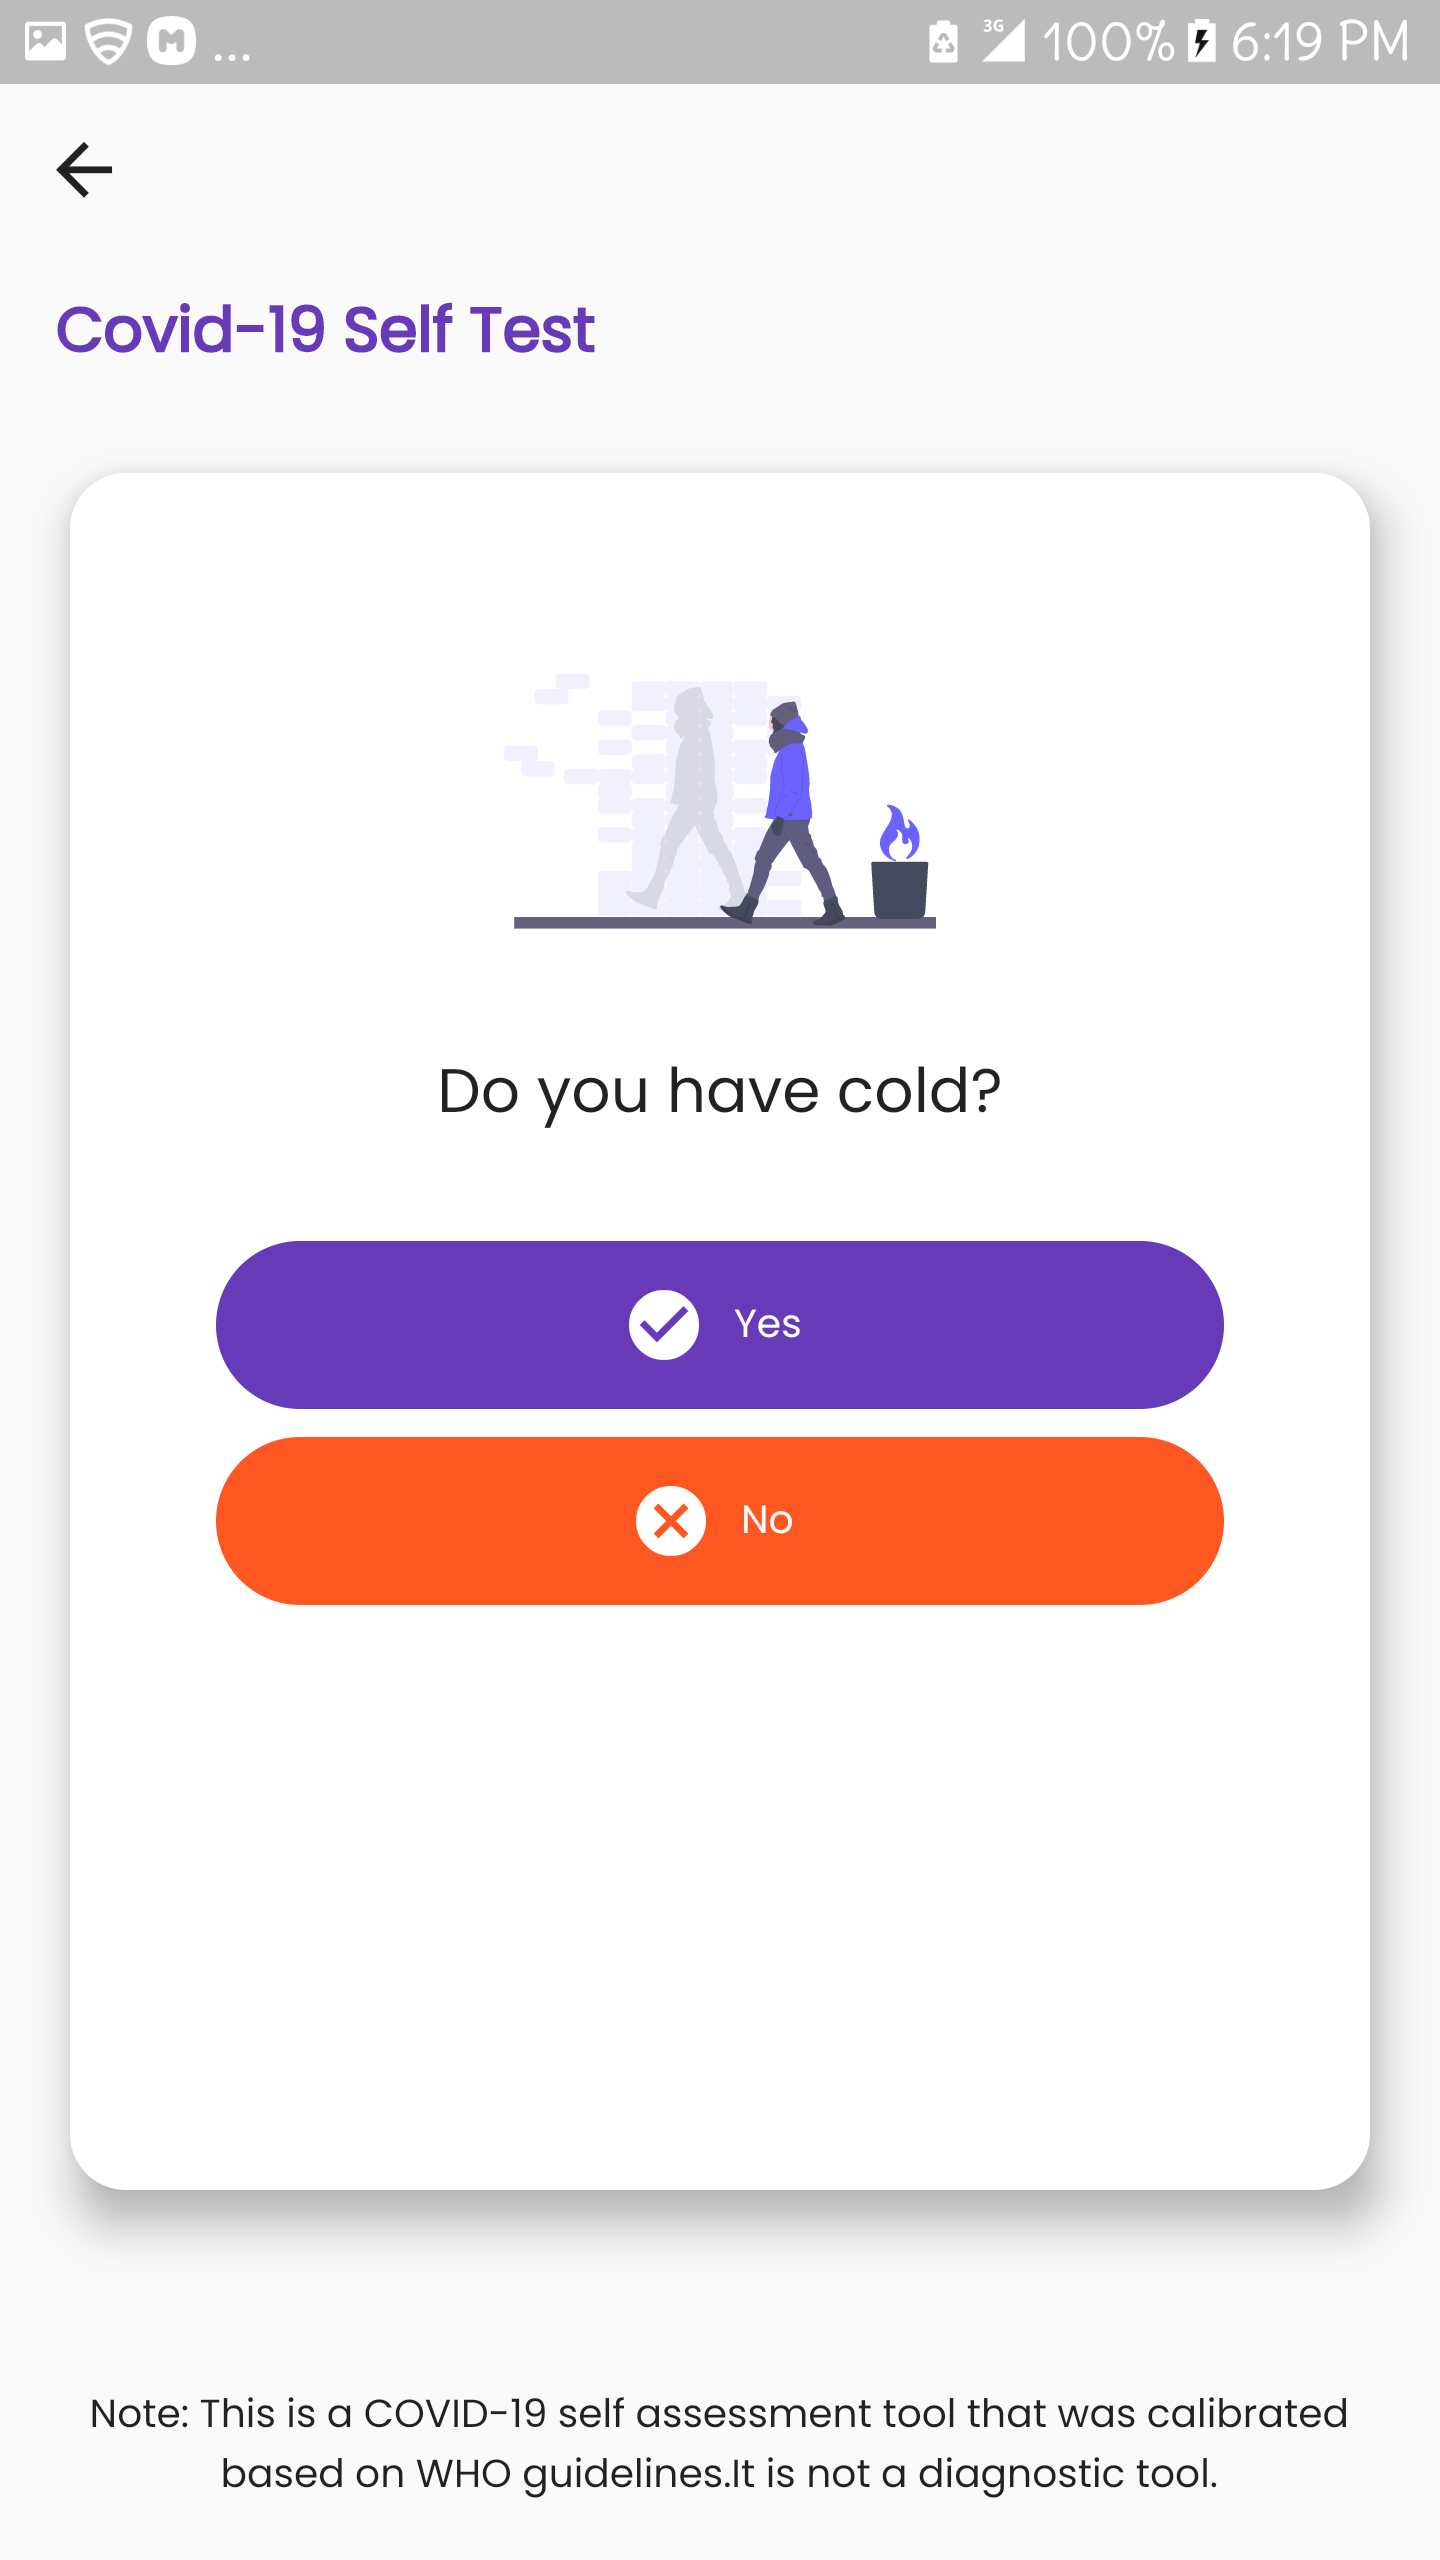 ... 3G 100% 6:19 PM
Covid-19 Self Test
Do you have cold?
Yes
No
Note: This is a COVID-19 self assessment tool that was calibrated
based on WHO guidelines.It is not a diagnostic tool.